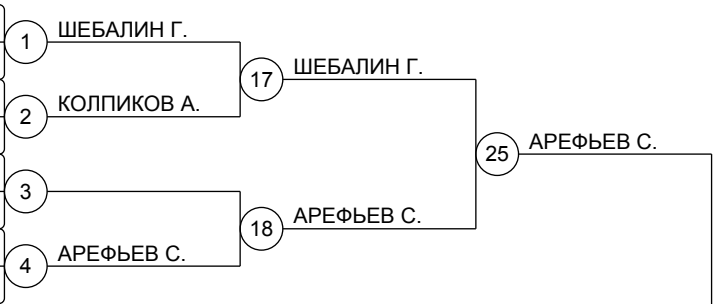 1 ШЕБАЛИН Г.
17 ШЕБАЛИН Г.
2 КОЛПИКОВ А.
25 АРЕФЬЕВ С.
3
18 АРЕФЬЕВ С.
4 АРЕФЬЕВ С.